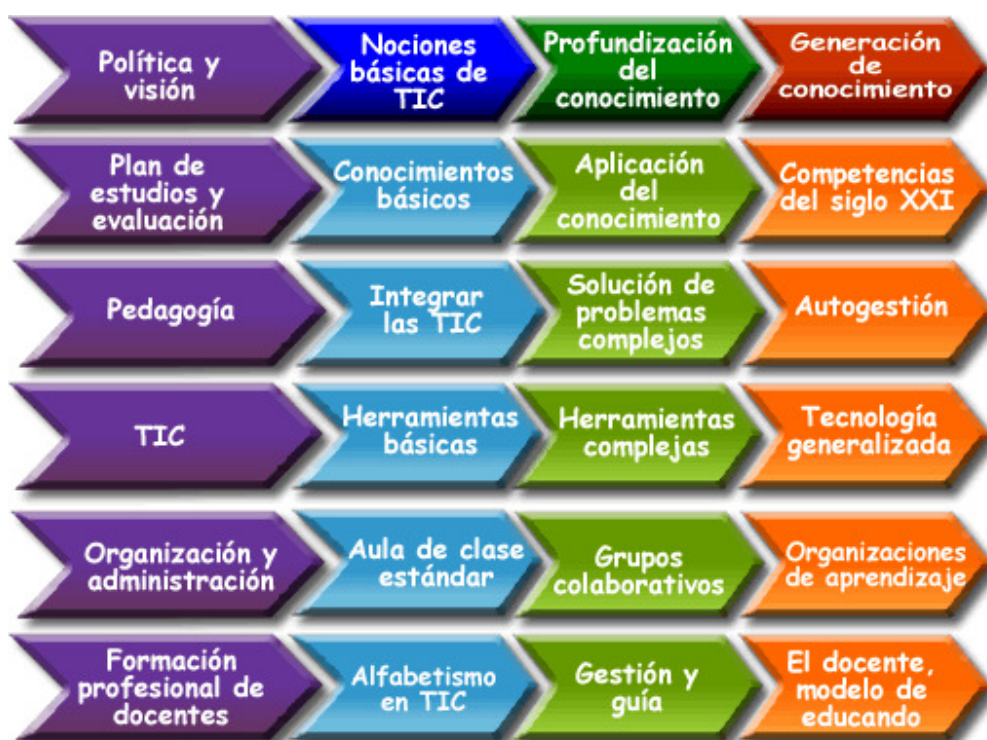 Política y
visión
Nociones
básicas de
TIC
Profundización
del
conocimiento
Generación
de
conocimiento
Plan de
estudios y
evaluación
Conocimientos
básicos
Aplicación
del
conocimiento
Competencias
del siglo XXI
Pedagogía
Integrar
las TIC
Solución de
problemas
complejos
Autogestión
TIC
Herramientas
básicas
Herramientas
complejas
Tecnología
generalizada
Organización y
administración
Aula de clase
estándar
Grupos
colaborativos
Organizaciones
de aprendizaje
Formación
profesional de
docentes
Alfabetismo
en TIC
Gestión y
guía
El docente,
modelo de
educando